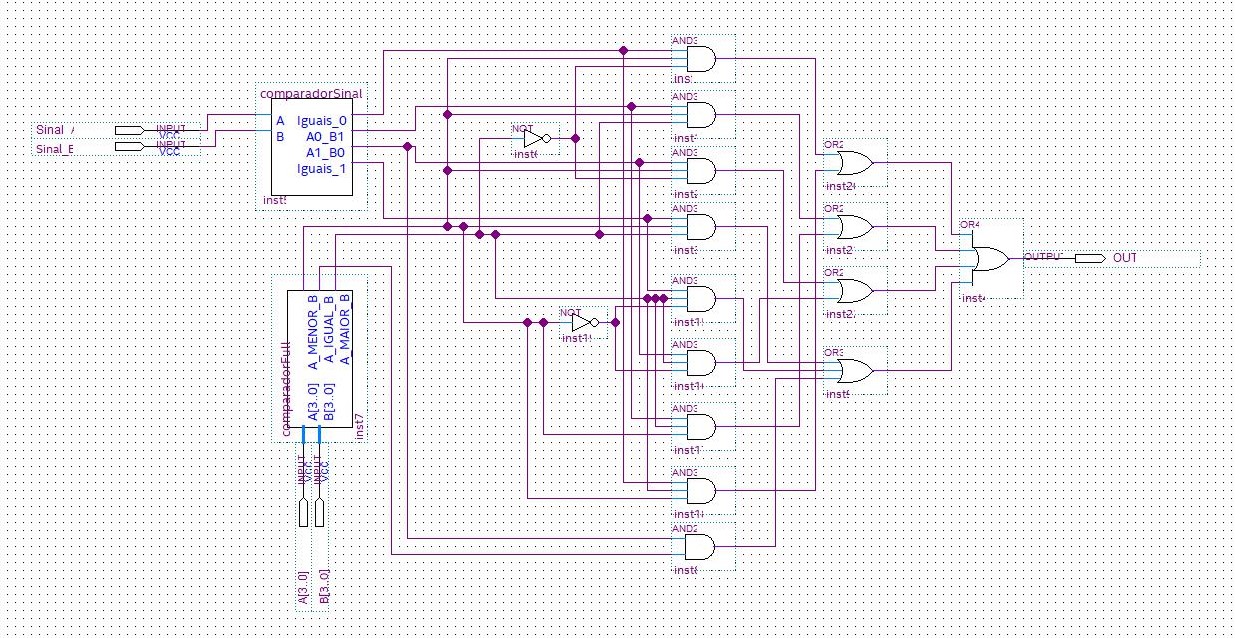 AND3
ins
comparadorSinal
A Iguais_0
B A0_B1
A1_B0
Iguais_1
inst
Sinal_A INPUT VCC
Sinal_B INPUT VCC
AND3
inst
NOT
inst
AND3
inst
AND3
inst
OR2
inst2
OR2
inst2
OR2
inst2
OR3
inst
OR4
inst
OUTPUT OUT
comparadorFull
A_MENOR_B
A_IGUAL_B
A_MAIOR_B
A[3..0]
B[3..0]
inst7
NOT
inst1
AND3
inst1
AND3
inst1
AND3
inst1
AND3
inst1
AND2
inst
INPUT VCC
INPUT VCC
A[3..0]
B[3..0]